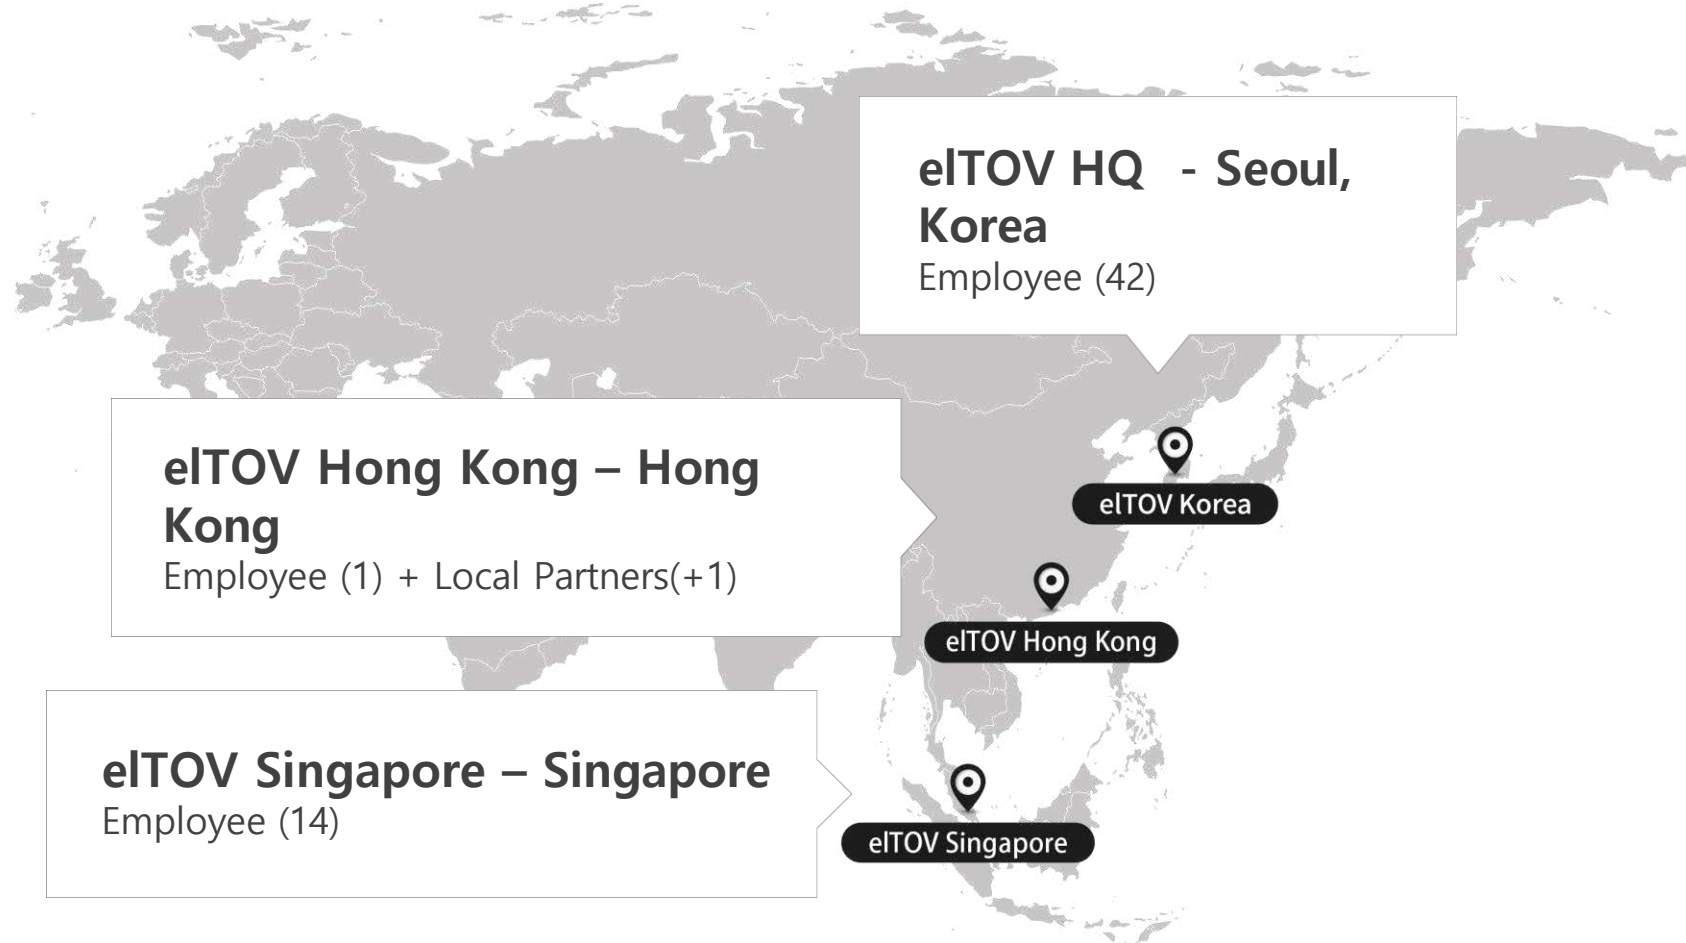 elTOV HQ - Seoul,
Korea
Employee (42)
elTOV Hong Kong – Hong
Kong
Employee (1) + Local Partners(+1)
elTOV Singapore – Singapore
Employee (14)
elTOV Korea
elTOV Hong Kong
elTOV Singapore